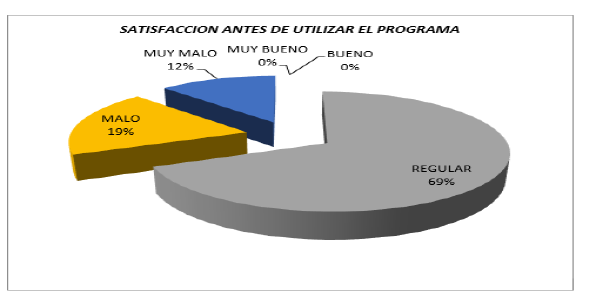 SATISFACCION ANTES DE UTILIZAR EL PROGRAMA
MUY MALO
12%
MUY BUENO
0%
BUENO
0%
MALO
19%
REGULAR
69%